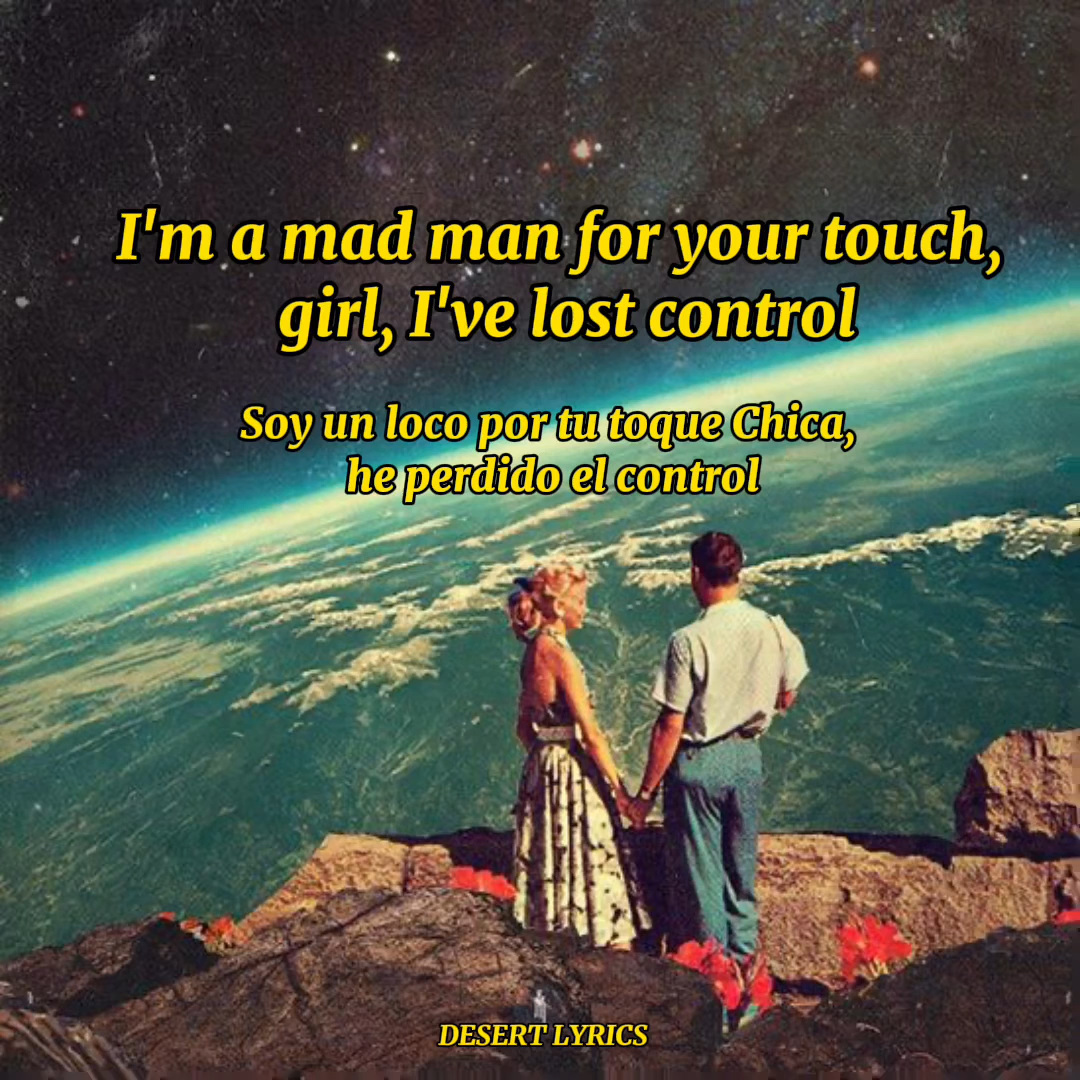 I'm a mad man for your touch,
girl, I've lost control
Soy un loco por tu toque Chica,
he perdido el control
DESERT LYRICS